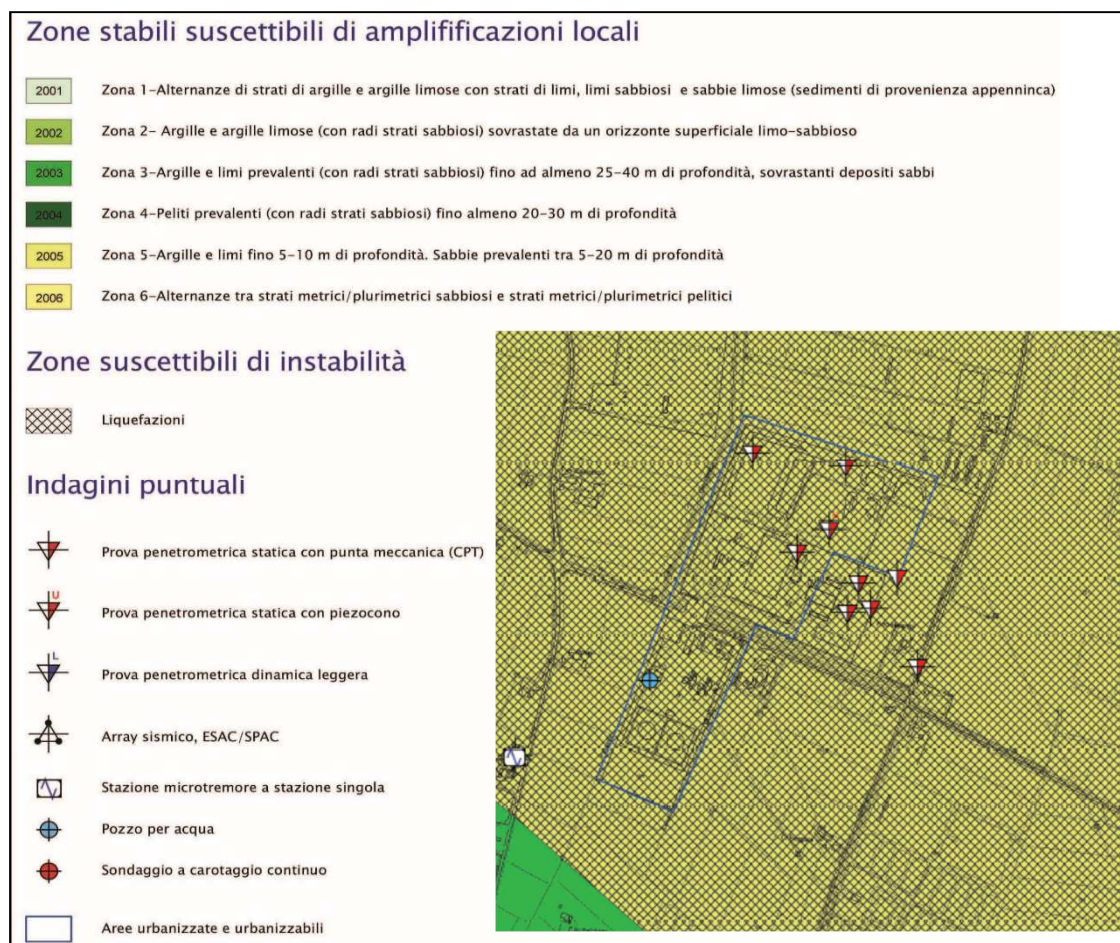 Zone stabili suscettibili di amplifificazioni locali
2001 Zona 1-Alternanze di strati di argille e argille limose con strati di limi, limi sabbiosi e sabbie limose (sedimenti di provenienza appenninca)
2002 Zona 2- Argille e argille limose (con radi strati sabbiosi) sovrastate da un orizzonte superficiale limo-sabbioso
2003 Zona 3-Argille e limi prevalenti (con radi strati sabbiosi) fino ad almeno 25-40 m di profondità, sovrastanti depositi sabbi
2004 Zona 4-Peliti prevalenti (con radi strati sabbiosi) fino almeno 20-30 m di profondità
2005 Zona 5-Argille e limi fino 5-10 m di profondità. Sabbie prevalenti tra 5-20 m di profondità
2006 Zona 6-Alternanze tra strati metrici/plurimetrici sabbiosi e strati metrici/plurimetrici pelitici
Zone suscettibili di instabilità
Liquefazioni
Indagini puntuali
Prova penetrometrica statica con punta meccanica (CPT)
U Prova penetrometrica statica con piezocono
L Prova penetrometrica dinamica leggera
Array sismico, ESAC/SPAC
Stazione microtremore a stazione singola
Pozzo per acqua
Sondaggio a carotaggio continuo
Aree urbanizzate e urbanizzabili
U